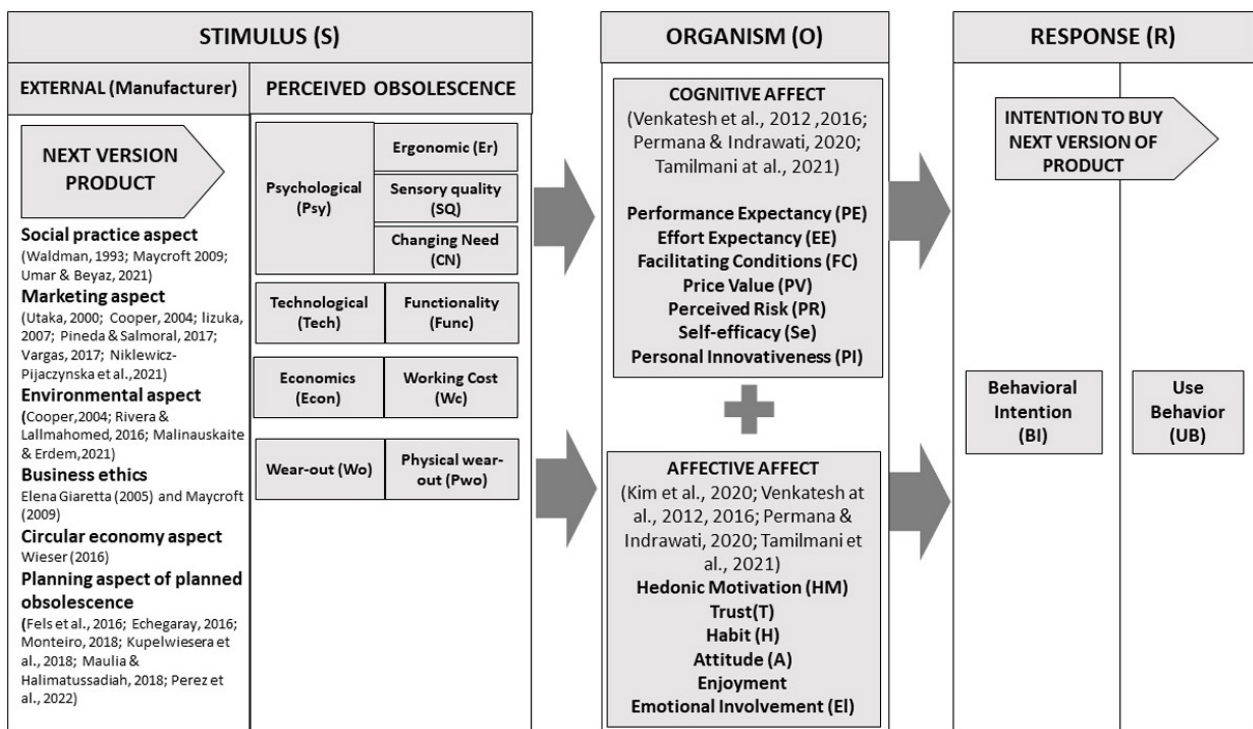 STIMULUS (S)
EXTERNAL (Manufacturer)
NEXT VERSION
PRODUCT
Social practice aspect
(Waldman, 1993; Maycroft 2009;
Umar & Beyaz, 2021)
Marketing aspect
(Utaka, 2000; Cooper, 2004; Iizuka,
2007; Pineda & Salmoral, 2017;
Vargas, 2017; Niklewicz-
Pijaczynska et al.,2021)
Environmental aspect
(Cooper,2004; Rivera &
Lallmahomed, 2016; Malinauskaite
& Erdem,2021)
Business ethics
Elena Giaretta (2005) and Maycroft
(2009)
Circular economy aspect
Wieser (2016)
Planning aspect of planned
obsolescence
(Fels et al., 2016; Echegaray, 2016;
Monteiro, 2018; Kupelwiesera et
al., 2018; Maulia &
Halimatussadiah, 2018; Perez et
al., 2022)
PERCEIVED OBSOLESCENCE
Psychological
(Psy)
Ergonomic (Er)
Sensory quality
(SQ)
Changing Need
(CN)
Technological
(Tech)
Functionality
(Func)
Economics
(Econ)
Working Cost
(Wc)
Wear-out (Wo)
Physical wear-
out (Pwo)
ORGANISM (O)
COGNITIVE AFFECT
(Venkatesh et al., 2012 ,2016;
Permana & Indrawati, 2020;
Tamilmani at al., 2021)
Performance Expectancy (PE)
Effort Expectancy (EE)
Facilitating Conditions (FC)
Price Value (PV)
Perceived Risk (PR)
Self-efficacy (Se)
Personal Innovativeness (PI)
AFFECTIVE AFFECT
(Kim et al., 2020; Venkatesh at
al., 2012, 2016; Permana &
Indrawati, 2020; Tamilmani et
al., 2021)
Hedonic Motivation (HM)
Trust(T)
Habit (H)
Attitude (A)
Enjoyment
Emotional Involvement (EI)
RESPONSE (R)
INTENTION TO BUY
NEXT VERSION OF
PRODUCT
Behavioral
Intention
(BI)
Use
Behavior
(UB)